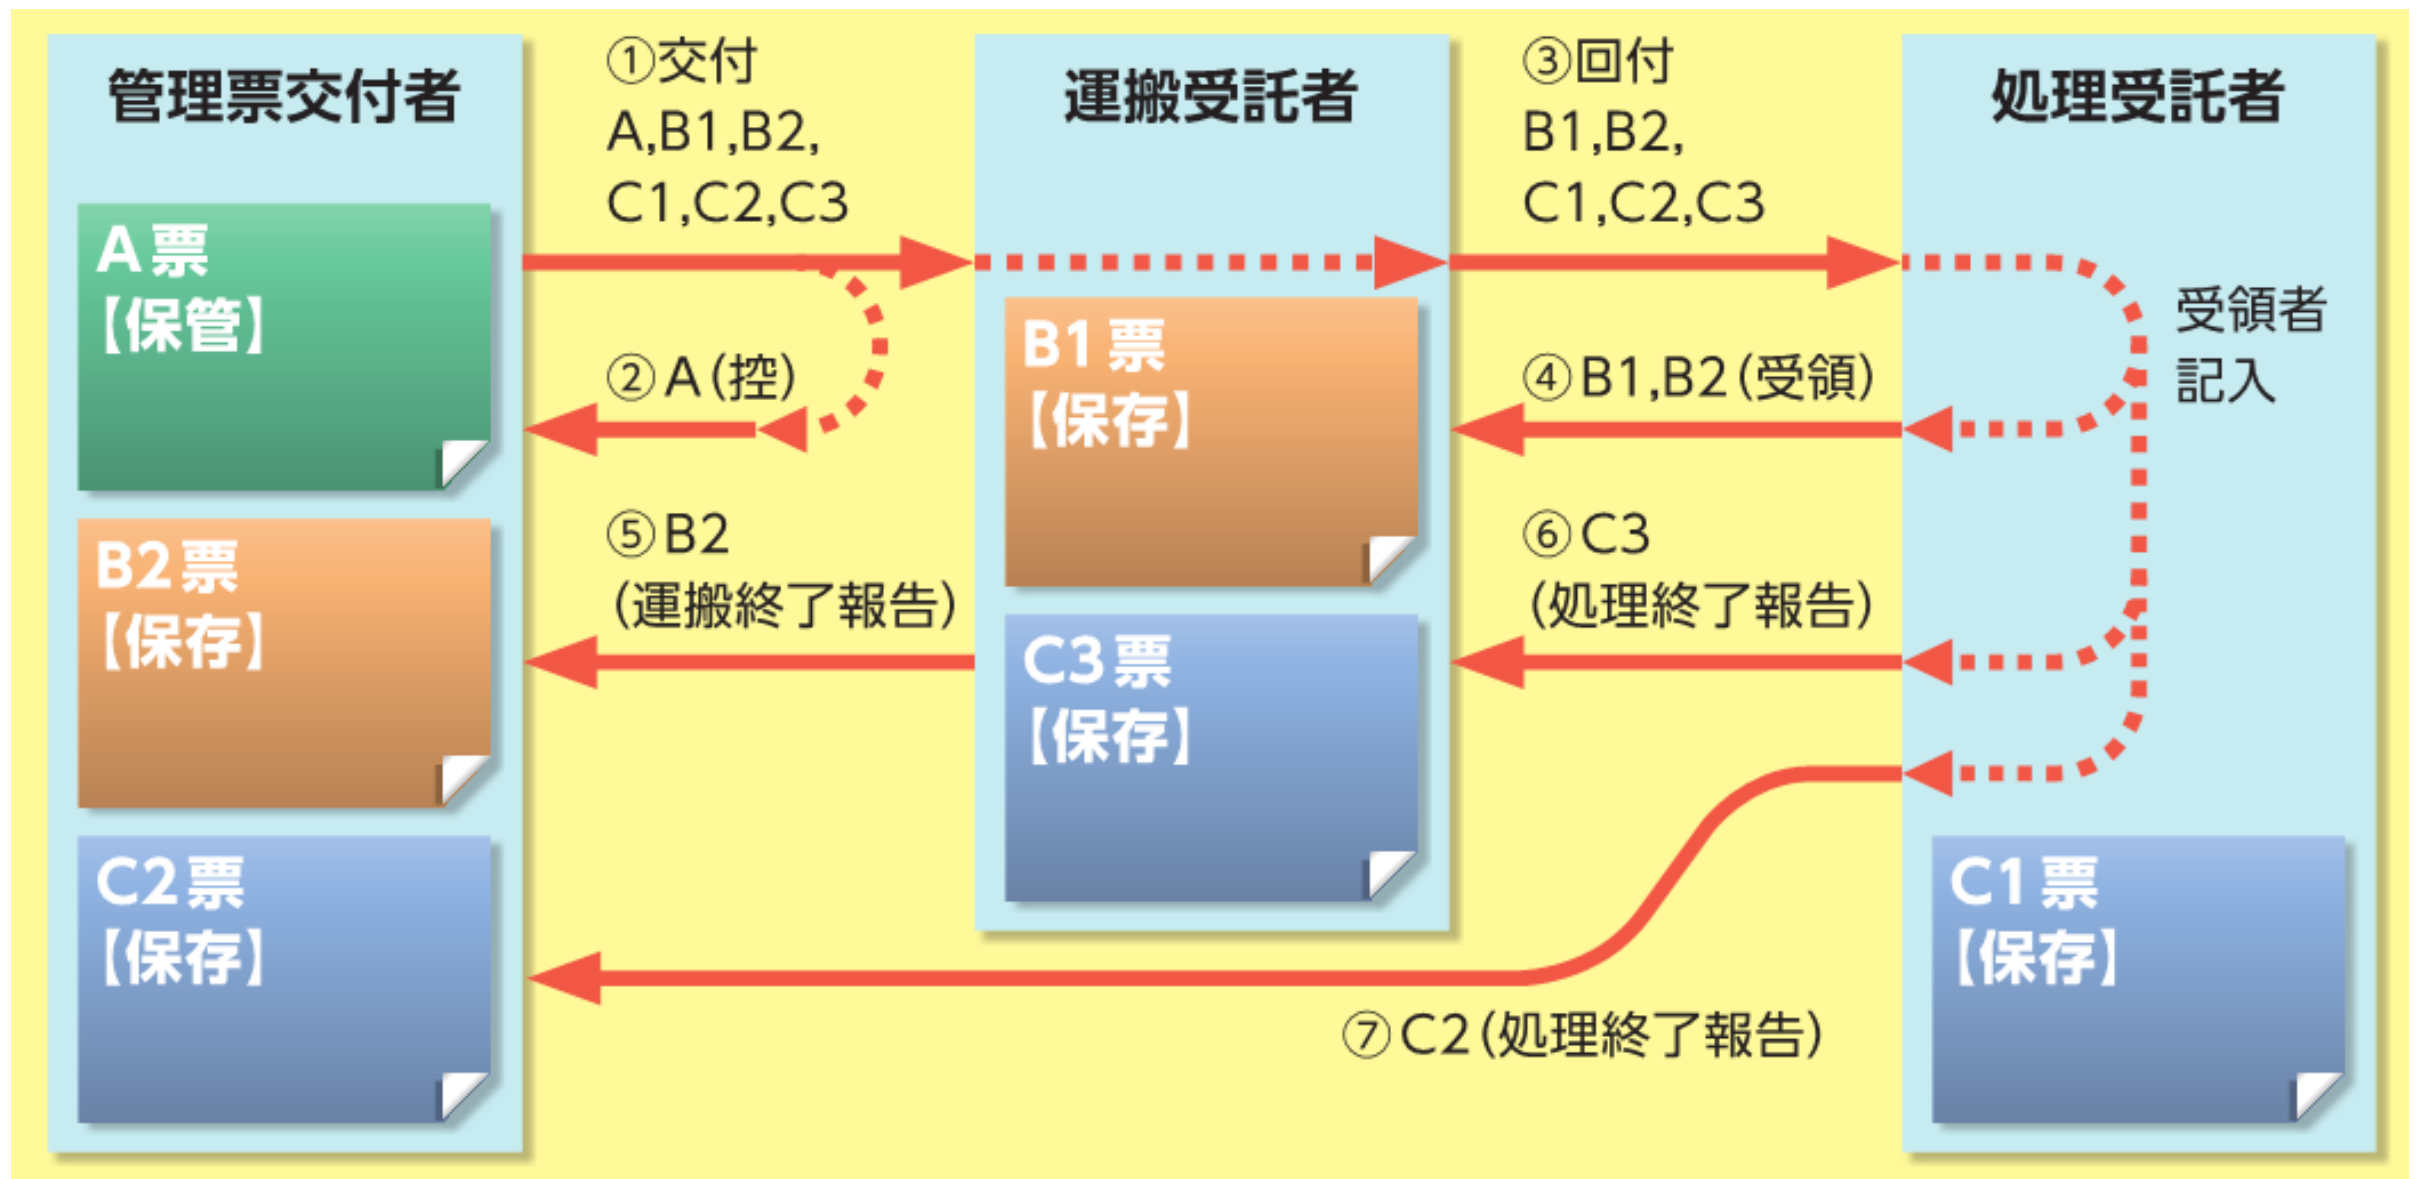 管理票交付者
A票
【保管】
B2票
【保存】
C2票
【保存】
①交付
A,B1,B2,
C1,C2,C3
②A(控)
⑤B2
(運搬終了報告)
運搬受託者
B1票
【保存】
C3票
【保存】
③回付
B1,B2,
C1,C2,C3
④B1,B2(受領)
⑥C3
(処理終了報告)
⑦C2(処理終了報告)
処理受託者
受領者
記入
C1票
【保存】